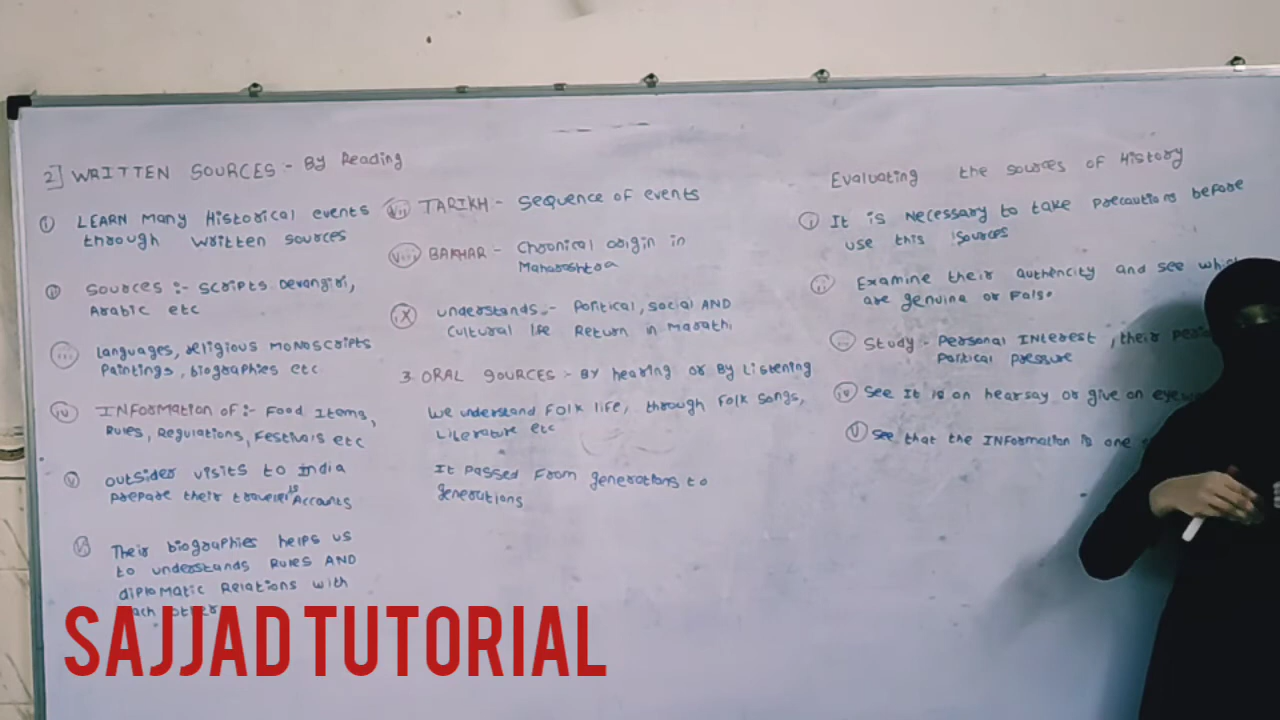 2] WRITTEN SOURCES :- By Reading
i LEARN Many Historical events
through written sources
ii Sources :- Scripts Devangiri,
Arabic etc
iii Languages, religious MONOSCRIPTS
Paintings, biographies etc
iv INFormation of :- Food Items,
Rules, Regulations, Festivals etc
v outsider visits to India
prepare their traveler's Accounts
vi Their biographies helps us
to understands Rules AND
diplomatic Relations with
each other
vii TARIKH - Sequence of events
viii BAKHAR - Chronical origin in
Maharashtra
ix understands - Political, social AND
Cultural life Return in Marathi
3. ORAL SOURCES :- By hearing or By Listening
We understand Folk life, through Folk songs,
Literature etc
It Passed From generations to
generations
Evaluating the sources of History
i It is Necessary to take Precautions before
use this Sources
ii Examine their authencity and see which
are genuine or False
iii Study - Personal INterest, their
Political Pressure
iv See It is on hearsay or give on
v See that the INFormation is one
SAJJAD TUTORIAL